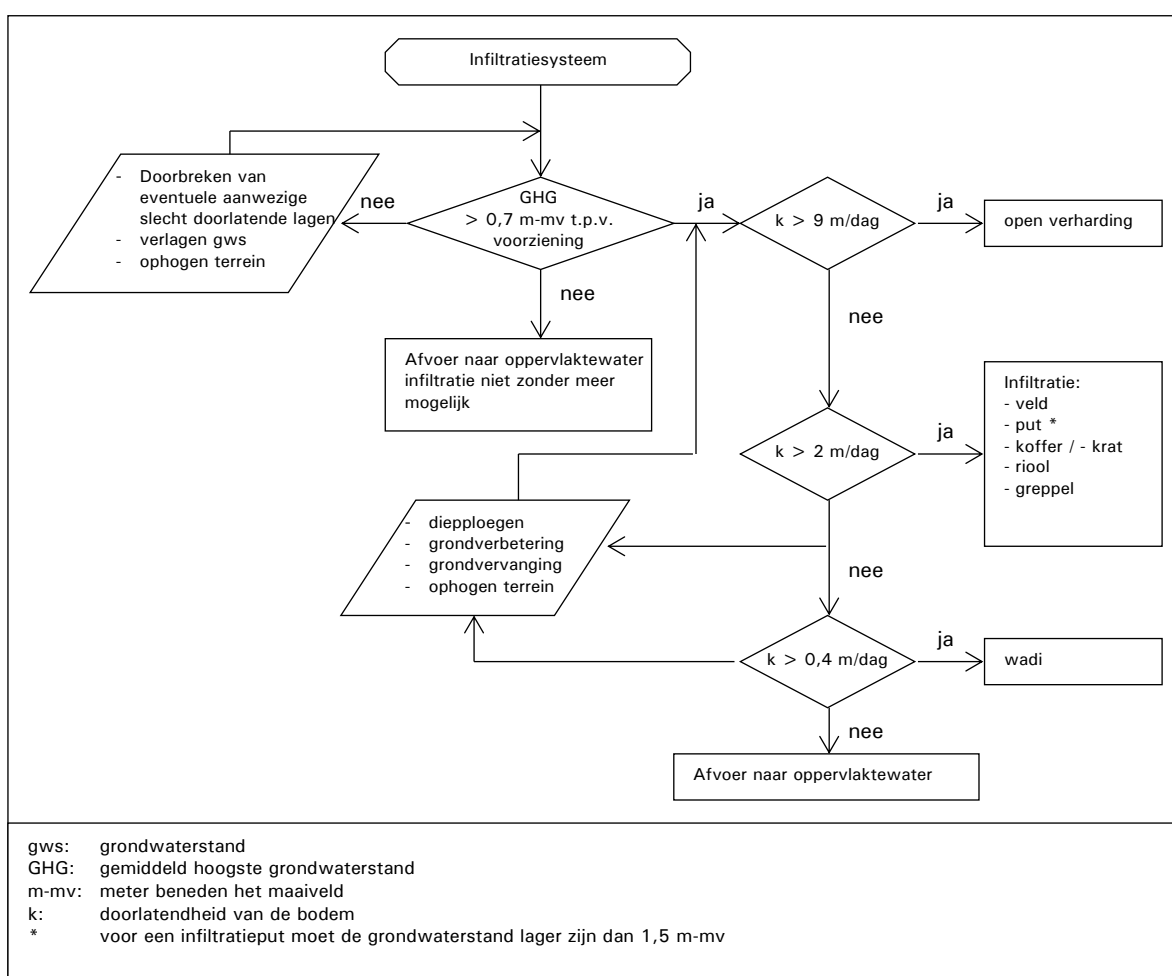 Infiltratiesysteem
- Doorbreken van
eventuele aanwezige
slecht doorlatende lagen
- verlagen gws
- ophogen terrein
nee
GHG
> 0,7 m-mv t.p.v.
voorziening
ja
k > 9 m/dag
ja
open verharding
nee
nee
Afvoer naar oppervlaktewater
infiltratie niet zonder meer
mogelijk
k > 2 m/dag
ja
Infiltratie:
- veld
- put *
- koffer / - krat
- riool
- greppel
- diepploegen
- grondverbetering
- grondvervanging
- ophogen terrein
nee
k > 0,4 m/dag
ja
wadi
nee
Afvoer naar oppervlaktewater
gws: grondwaterstand
GHG: gemiddeld hoogste grondwaterstand
m-mv: meter beneden het maaiveld
k: doorlatendheid van de bodem
* voor een infiltratieput moet de grondwaterstand lager zijn dan 1,5 m-mv